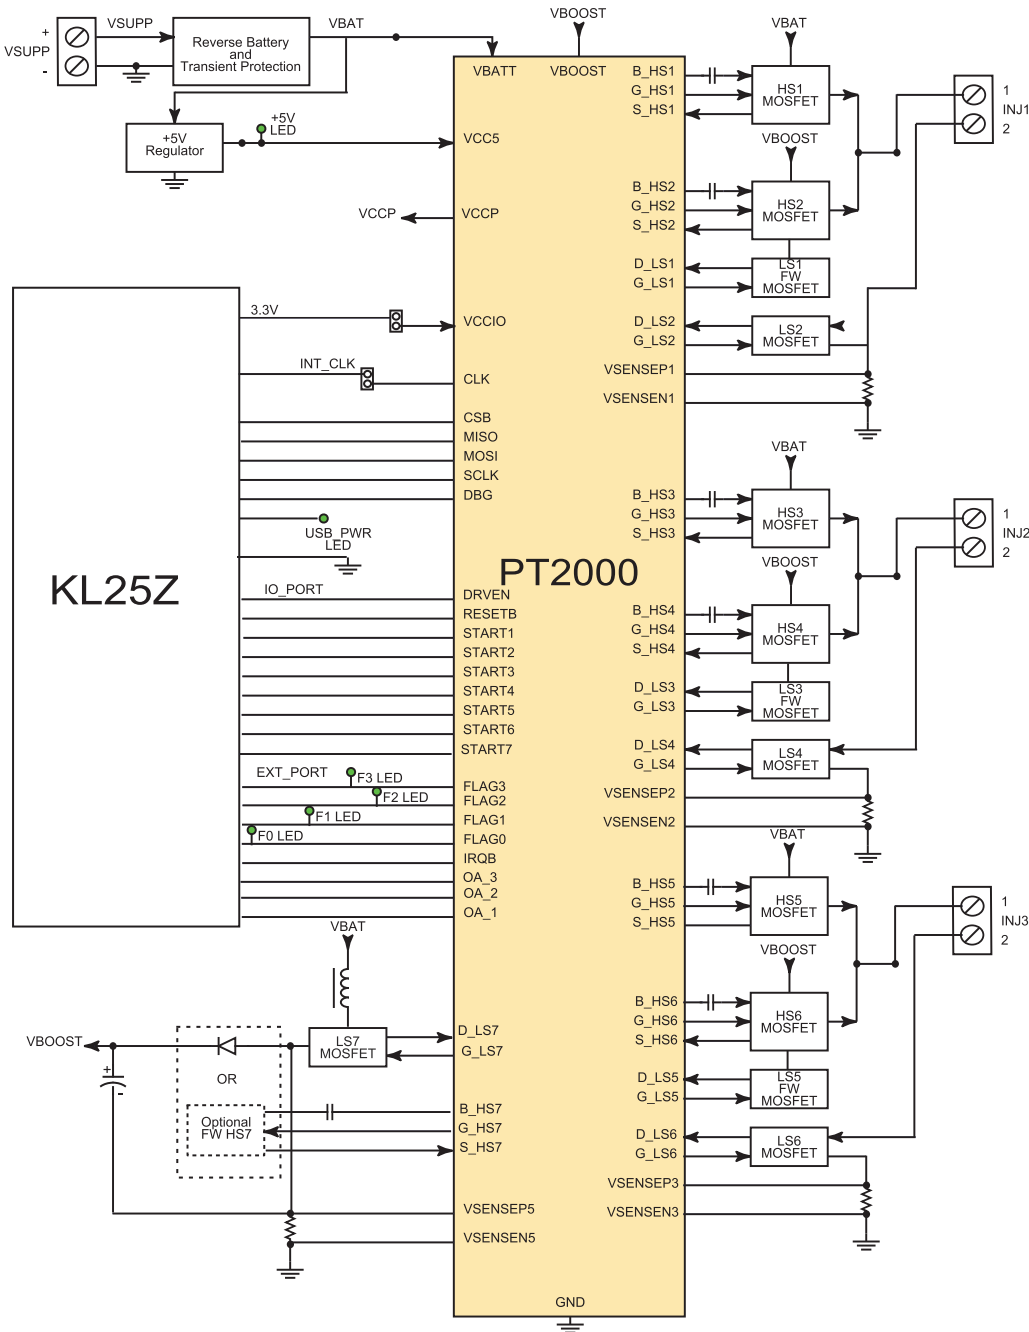 VSUPP
+
VSUPP
-
Reverse Battery
and
Transient Protection
VBAT
+5V
Regulator
+5V
LED
VCCP
KL25Z
3.3V
INT_CLK
USB_PWR
LED
IO_PORT
EXT_PORT
F3 LED
F2 LED
F1 LED
F0 LED
VBAT
LS7
MOSFET
VBOOST
+
-
OR
Optional
FW HS7
VBOOST
PT2000
VBATT
VBOOST
VCC5
VCCP
VCCIO
CLK
CSB
MISO
MOSI
SCLK
DBG
DRVEN
RESETB
START1
START2
START3
START4
START5
START6
START7
FLAG3
FLAG2
FLAG1
FLAG0
IRQB
OA_3
OA_2
OA_1
D_LS7
G_LS7
B_HS7
G_HS7
S_HS7
VSENSEP5
VSENSEN5
GND
B_HS1
G_HS1
S_HS1
B_HS2
G_HS2
S_HS2
D_LS1
G_LS1
D_LS2
G_LS2
VSENSEP1
VSENSEN1
B_HS3
G_HS3
S_HS3
B_HS4
G_HS4
S_HS4
D_LS3
G_LS3
D_LS4
G_LS4
VSENSEP2
VSENSEN2
B_HS5
G_HS5
S_HS5
B_HS6
G_HS6
S_HS6
D_LS5
G_LS5
D_LS6
G_LS6
VSENSEP3
VSENSEN3
VBAT
HS1
MOSFET
VBOOST
HS2
MOSFET
LS1
FW
MOSFET
LS2
MOSFET
1
INJ1
2
VBAT
HS3
MOSFET
VBOOST
HS4
MOSFET
LS3
FW
MOSFET
LS4
MOSFET
1
INJ2
2
VBAT
HS5
MOSFET
VBOOST
HS6
MOSFET
LS5
FW
MOSFET
LS6
MOSFET
1
INJ3
2